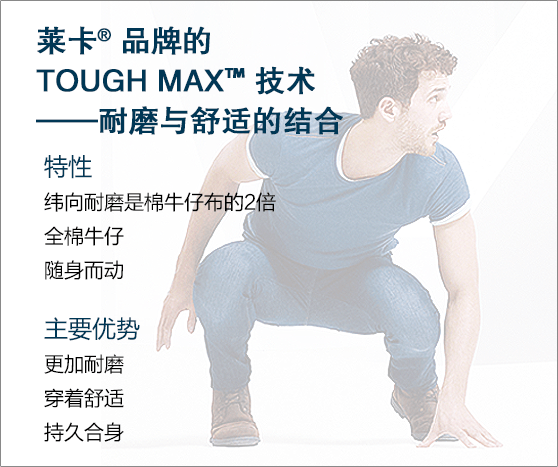 莱卡® 品牌的
TOUGH MAX™ 技术
——耐磨与舒适的结合
特性
纬向耐磨是棉牛仔布的2倍
全棉牛仔
随身而动
主要优势
更加耐磨
穿着舒适
持久合身